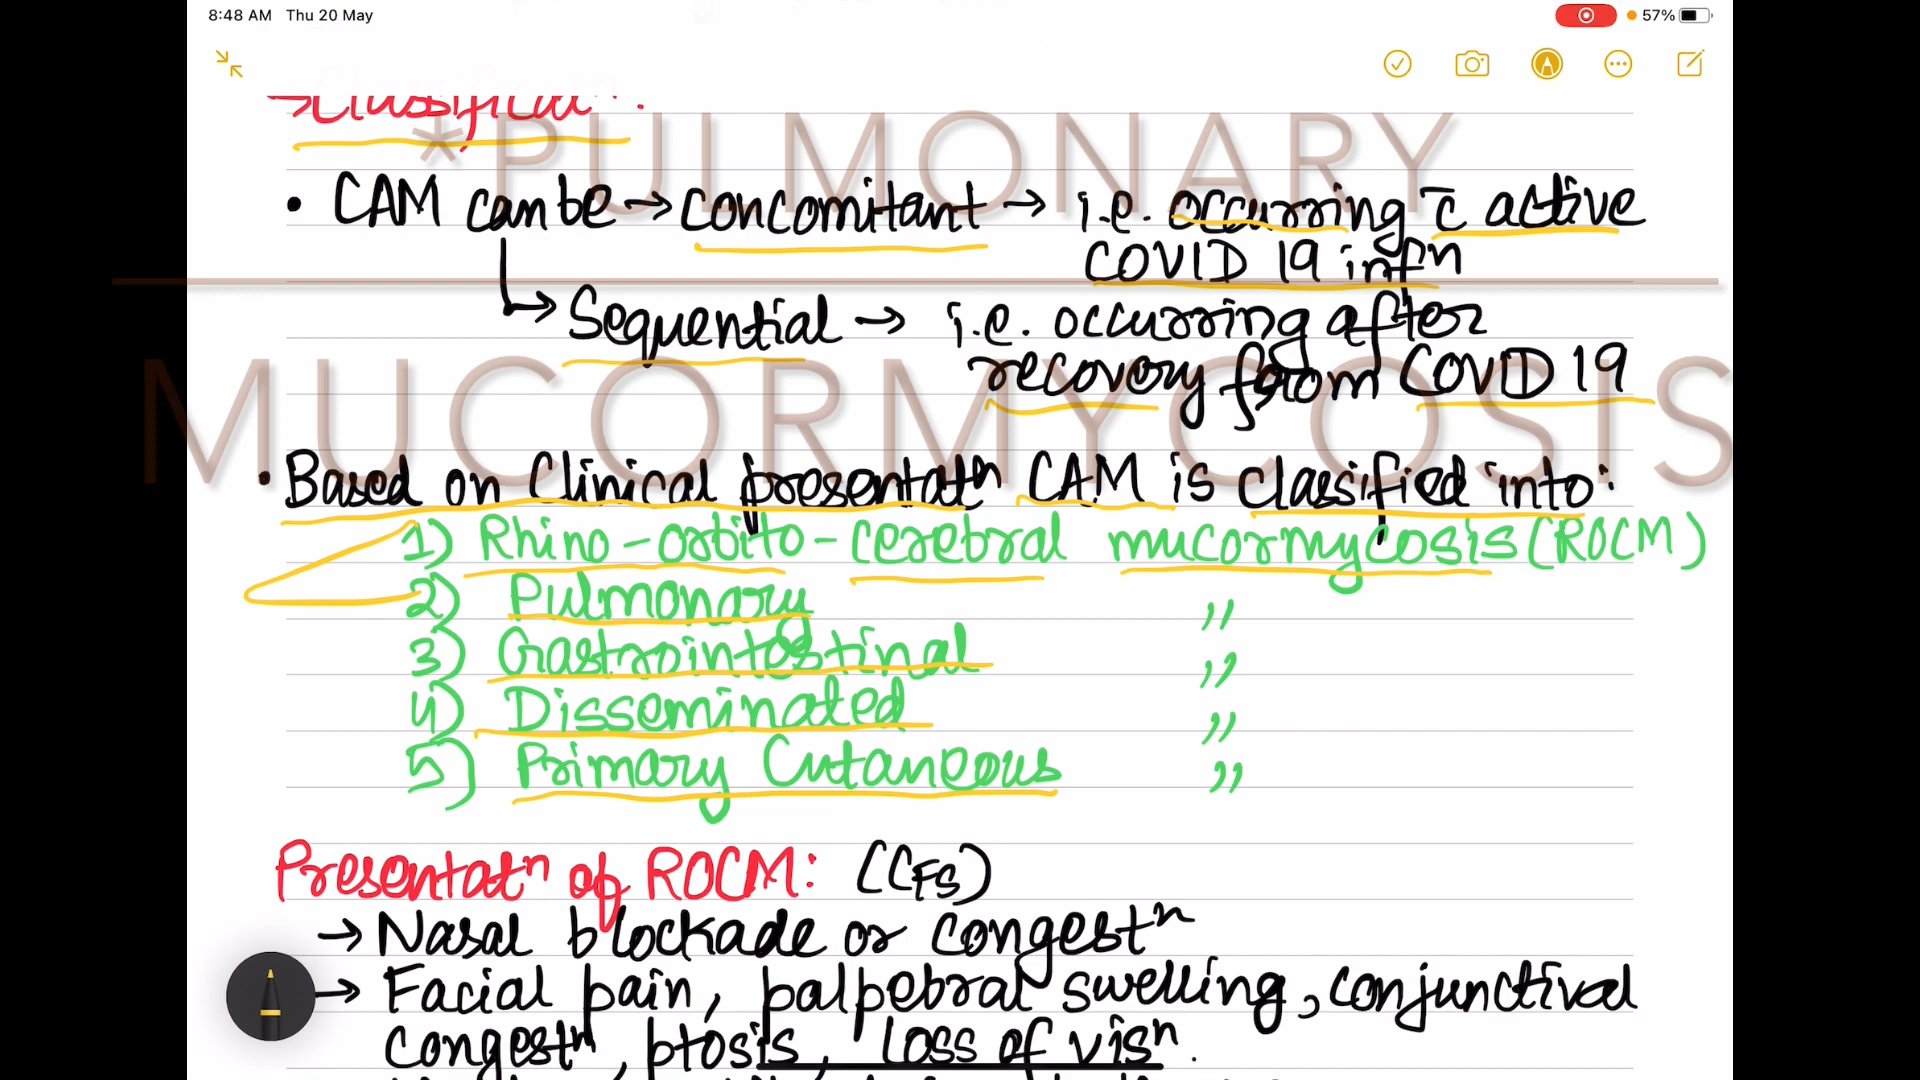 8:48 AM Thu 20 May
57%
→Classificatⁿ:
*PULMONARY
MUCORMYCOSIS
• CAM can be → concomitant → i.e. occurring c̄ active
COVID 19 infⁿ
↳ Sequential → i.e. occurring after
recovery from COVID 19
• Based on Clinical presentatⁿ CAM is classified into:
1) Rhino-orbito-cerebral mucormycosis (ROCM)
2) Pulmonary "
3) Gastrointestinal "
4) Disseminated "
5) Primary Cutaneous "
Presentatⁿ of ROCM: (CFs)
→ Nasal blockade or congestⁿ
→ Facial pain, palpebral swelling, conjunctival
congestⁿ, ptosis, loss of visⁿ.